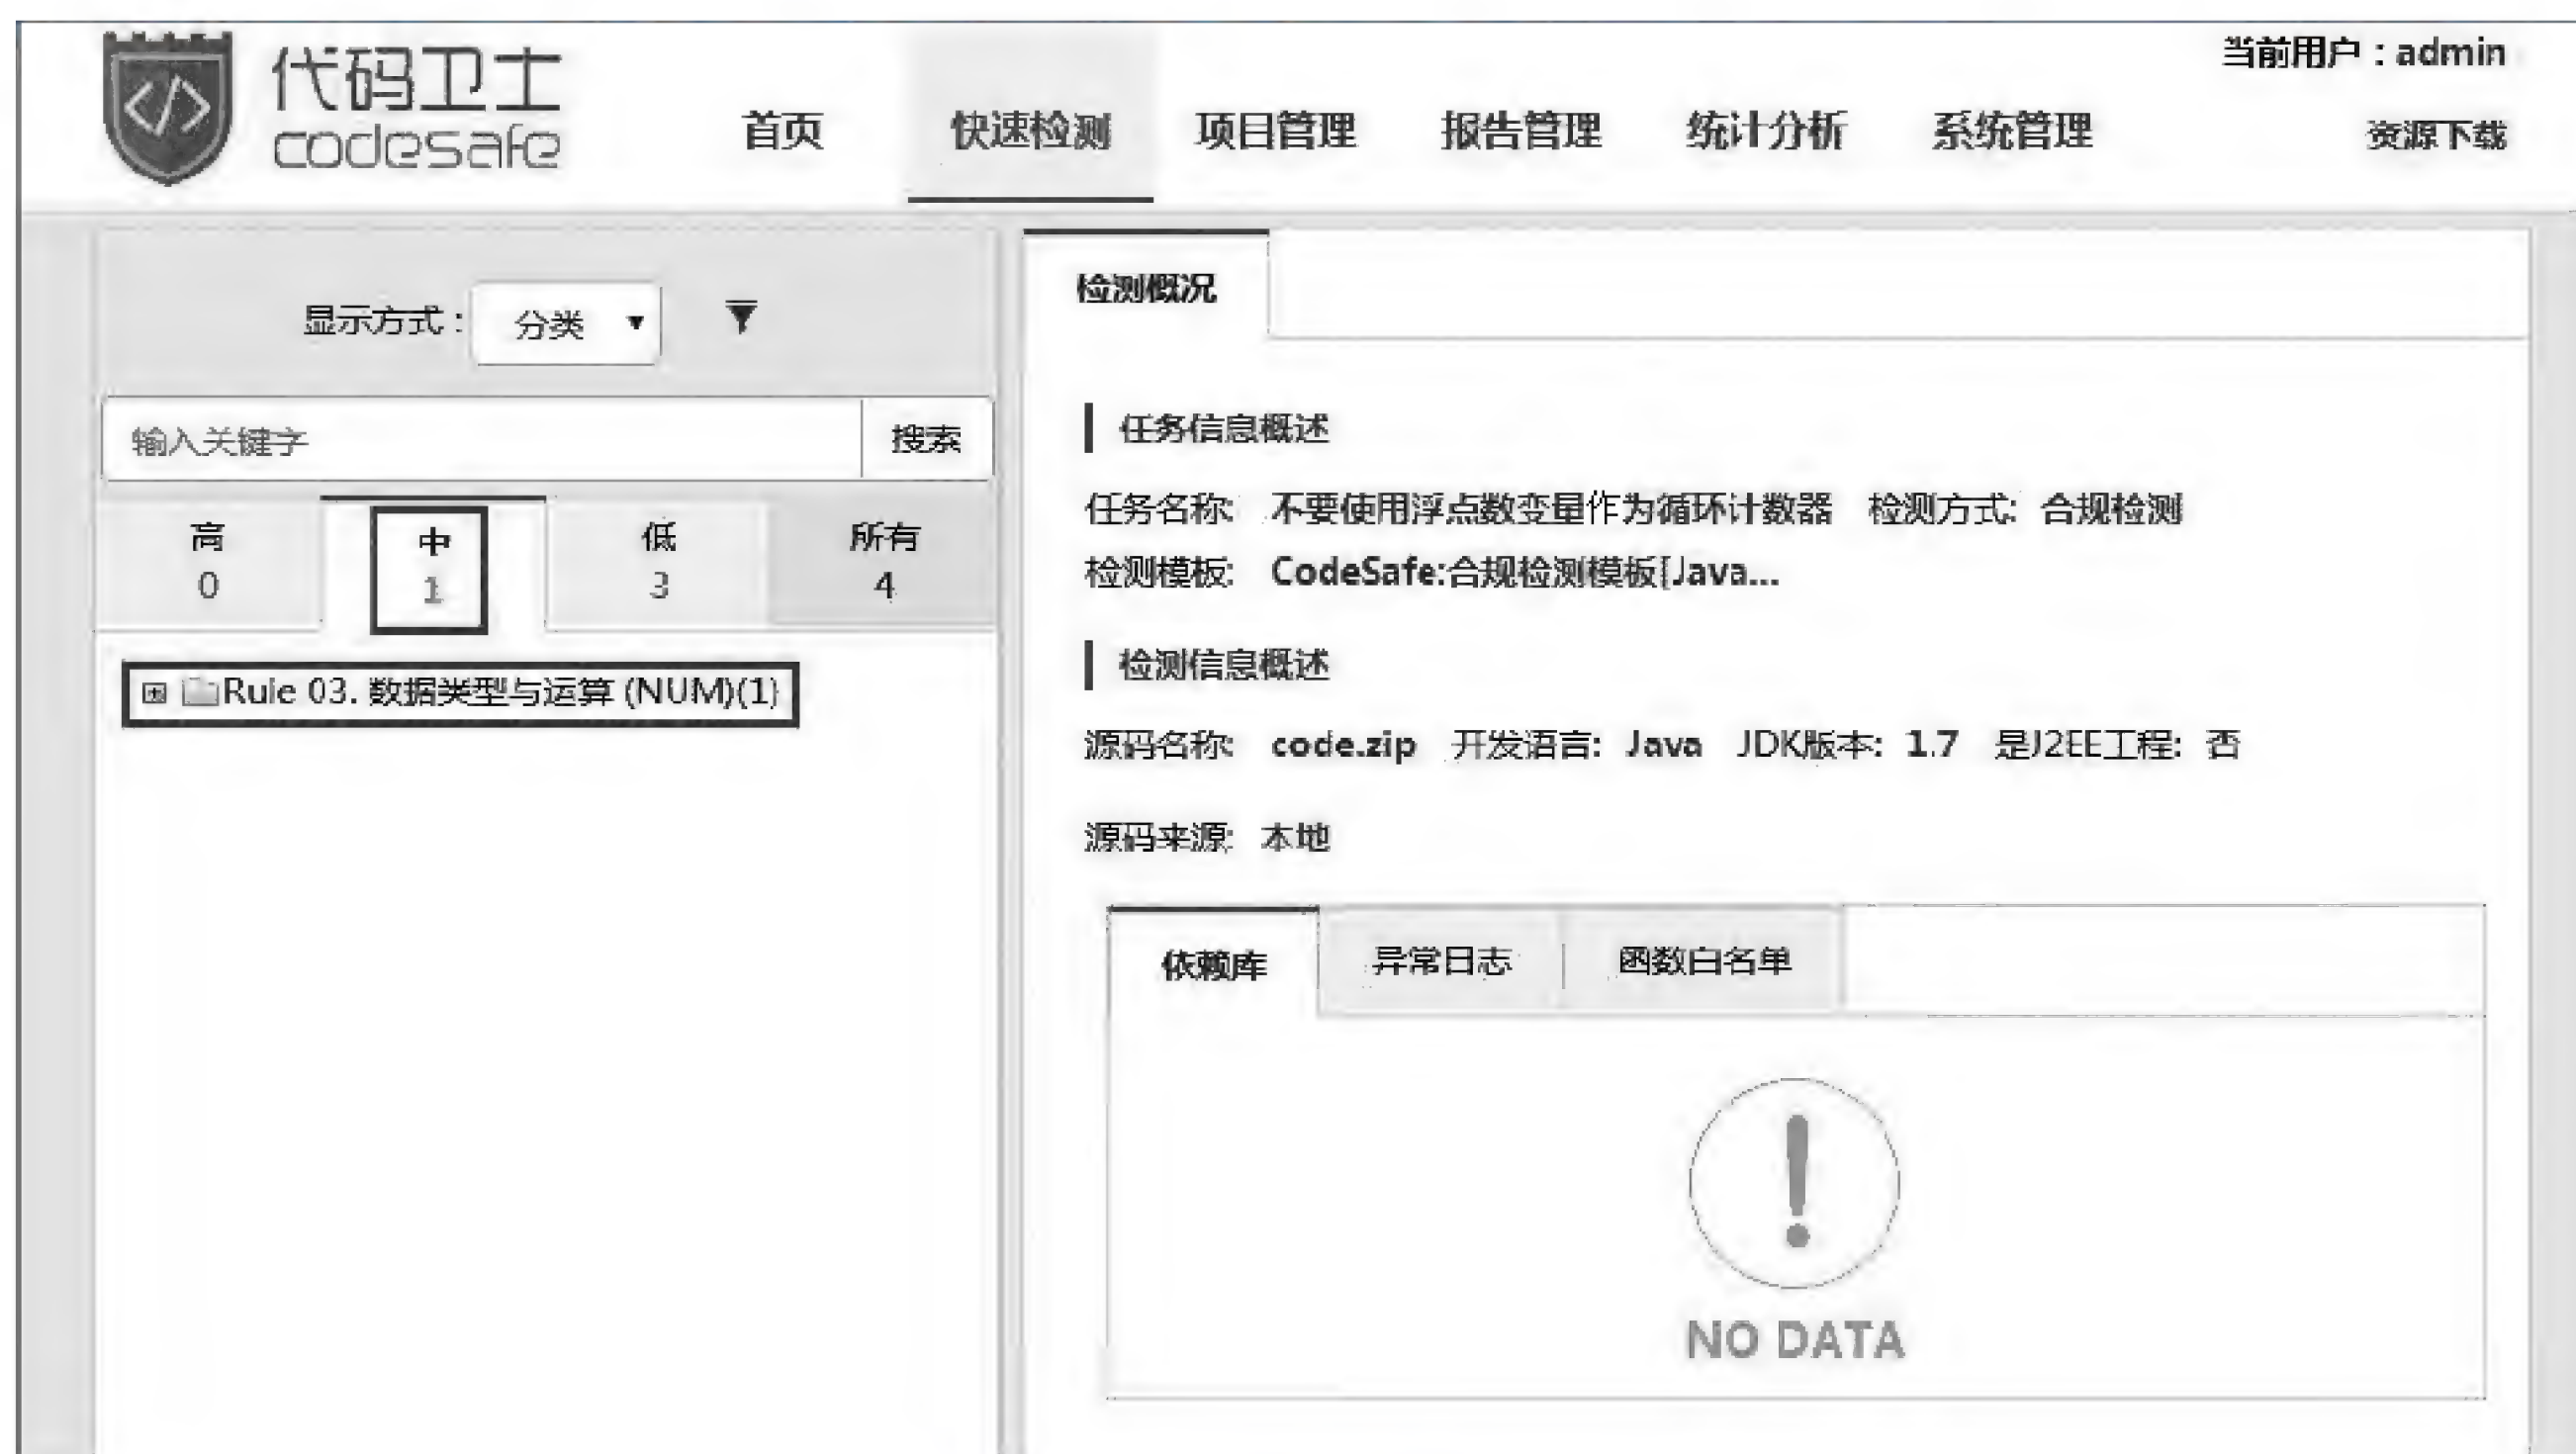 当前用户：admin
代码卫士
codesafe
首页 快速检测 项目管理 报告管理 统计分析 系统管理 资源下载
显示方式： 分类
输入关键字 搜索
高 中 低 所有
0 1 3 4
Rule 03. 数据类型与运算 (NUM)(1)
检测概况
任务信息概述
任务名称: 不要使用浮点数变量作为循环计数器 检测方式: 合规检测
检测模板: CodeSafe:合规检测模板[Java...
检测信息概述
源码名称: code.zip 开发语言: Java JDK版本: 1.7 是J2EE工程: 否
源码来源: 本地
依赖库 异常日志 函数白名单
NO DATA